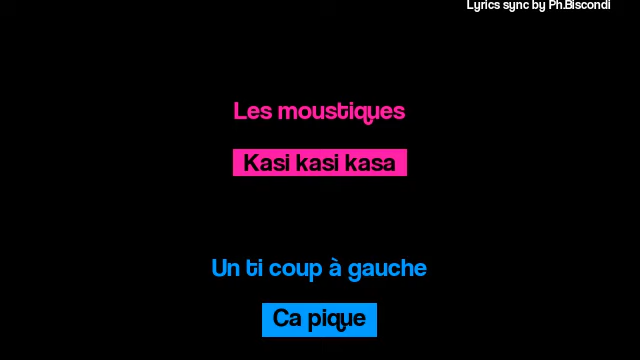 Lyrics sync by Ph.Biscondi
Les moustiques
Kasi kasi kasa
Un ti coup à gauche
Ca pique